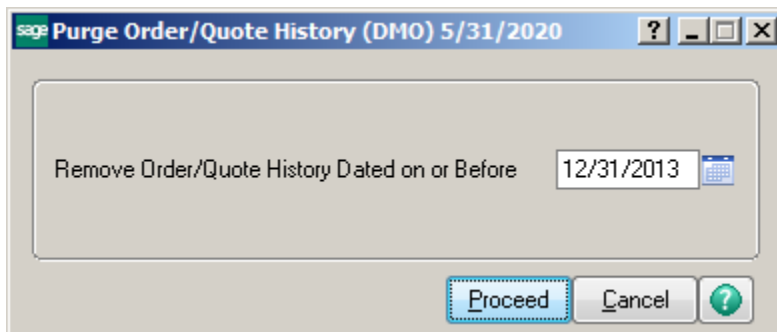 sage Purge Order/Quote History (DMO) 5/31/2020 ?
Remove Order/Quote History Dated on or Before 12/31/2013
Proceed Cancel ?